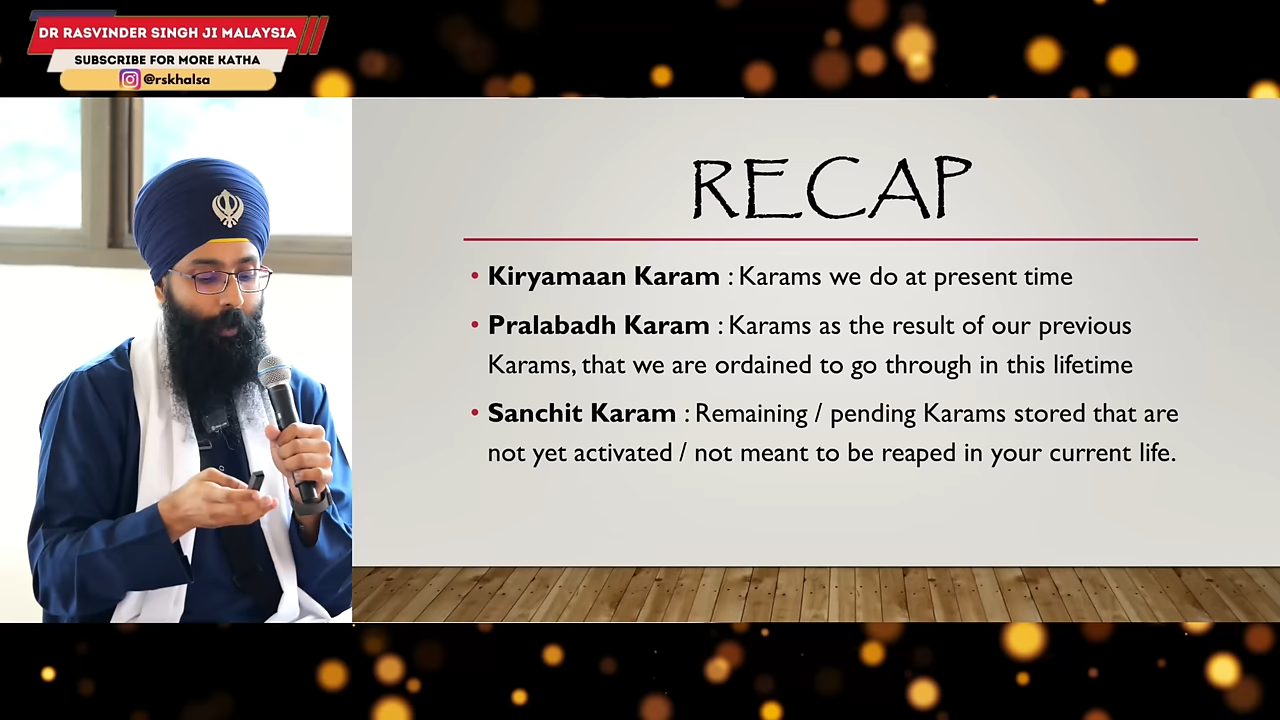 DR RASVINDER SINGH JI MALAYSIA
SUBSCRIBE FOR MORE KATHA
@rskhalsa
RECAP
• Kiryamaan Karam : Karams we do at present time
• Pralabadh Karam : Karams as the result of our previous
Karams, that we are ordained to go through in this lifetime
• Sanchit Karam : Remaining / pending Karams stored that are
not yet activated / not meant to be reaped in your current life.